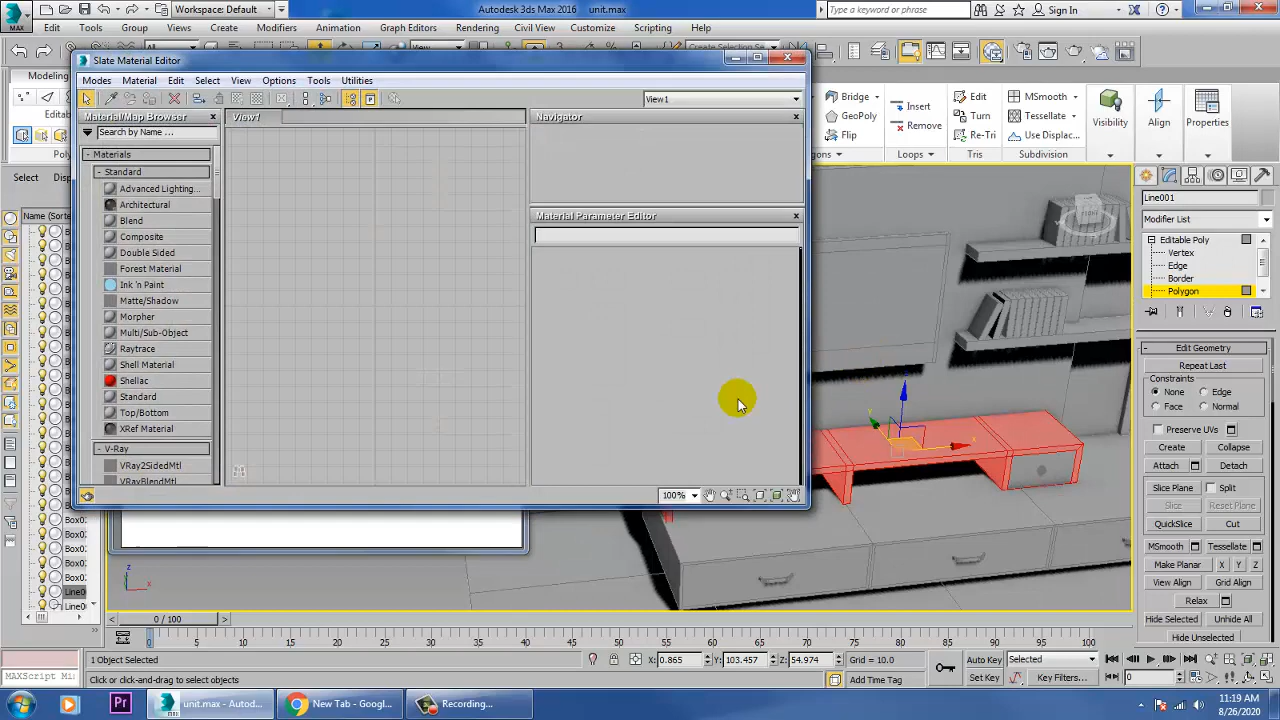 Workspace: Default
Autodesk 3ds Max 2016 unit.max
Type a keyword or phrase
Sign In
MAX
Edit Tools Group Views Create Modifiers Animation Graph Editors Rendering Civil View Customize Scripting Help
All
View
Create Selection Se
Slate Material Editor
Modeling
Modes Material Edit Select View Options Tools Utilities
Bridge Insert Edit MSmooth
View1
GeoPoly Turn Tessellate Visibility Align Properties
Flip Remove Re-Tri Use Displac...
Editab
Material/Map Browser
View1
Navigator
Search by Name ...
Loops Tris Subdivision
Materials
Standard
Select
Advanced Lighting...
Line001
Architectural
Modifier List
Name (Sorte
Blend
Material Parameter Editor
Composite
Editable Poly
Double Sided
Vertex
Forest Material
Edge
Ink 'n Paint
Border
Matte/Shadow
Polygon
Morpher
Multi/Sub-Object
Raytrace
Edit Geometry
Shell Material
Repeat Last
Shellac
Constraints
Standard
None Edge
Top/Bottom
Face Normal
XRef Material
Preserve UVs
V-Ray
Create Collapse
VRay2SidedMtl
Attach Detach
VRayBlendMtl
Slice Plane Split
100%
Slice Reset Plane
QuickSlice Cut
MSmooth Tessellate
Make Planar X Y Z
View Align Grid Align
Relax
Line0
Hide Selected Unhide All
0 / 100
Hide Unselected
0 5 10 15 20 25 30 35 40 45 50 55 60 65 70 75 80 85 90 95 100
1 Object Selected
X: 0.865 Y: 103.457 Z: 54.974 Grid = 10.0
Auto Key Selected
MAXScript Mi
Click or click-and-drag to select objects
Add Time Tag
Set Key Key Filters...
0
unit.max - Autod...
New Tab - Googl...
Recording...
11:19 AM
8/26/2020